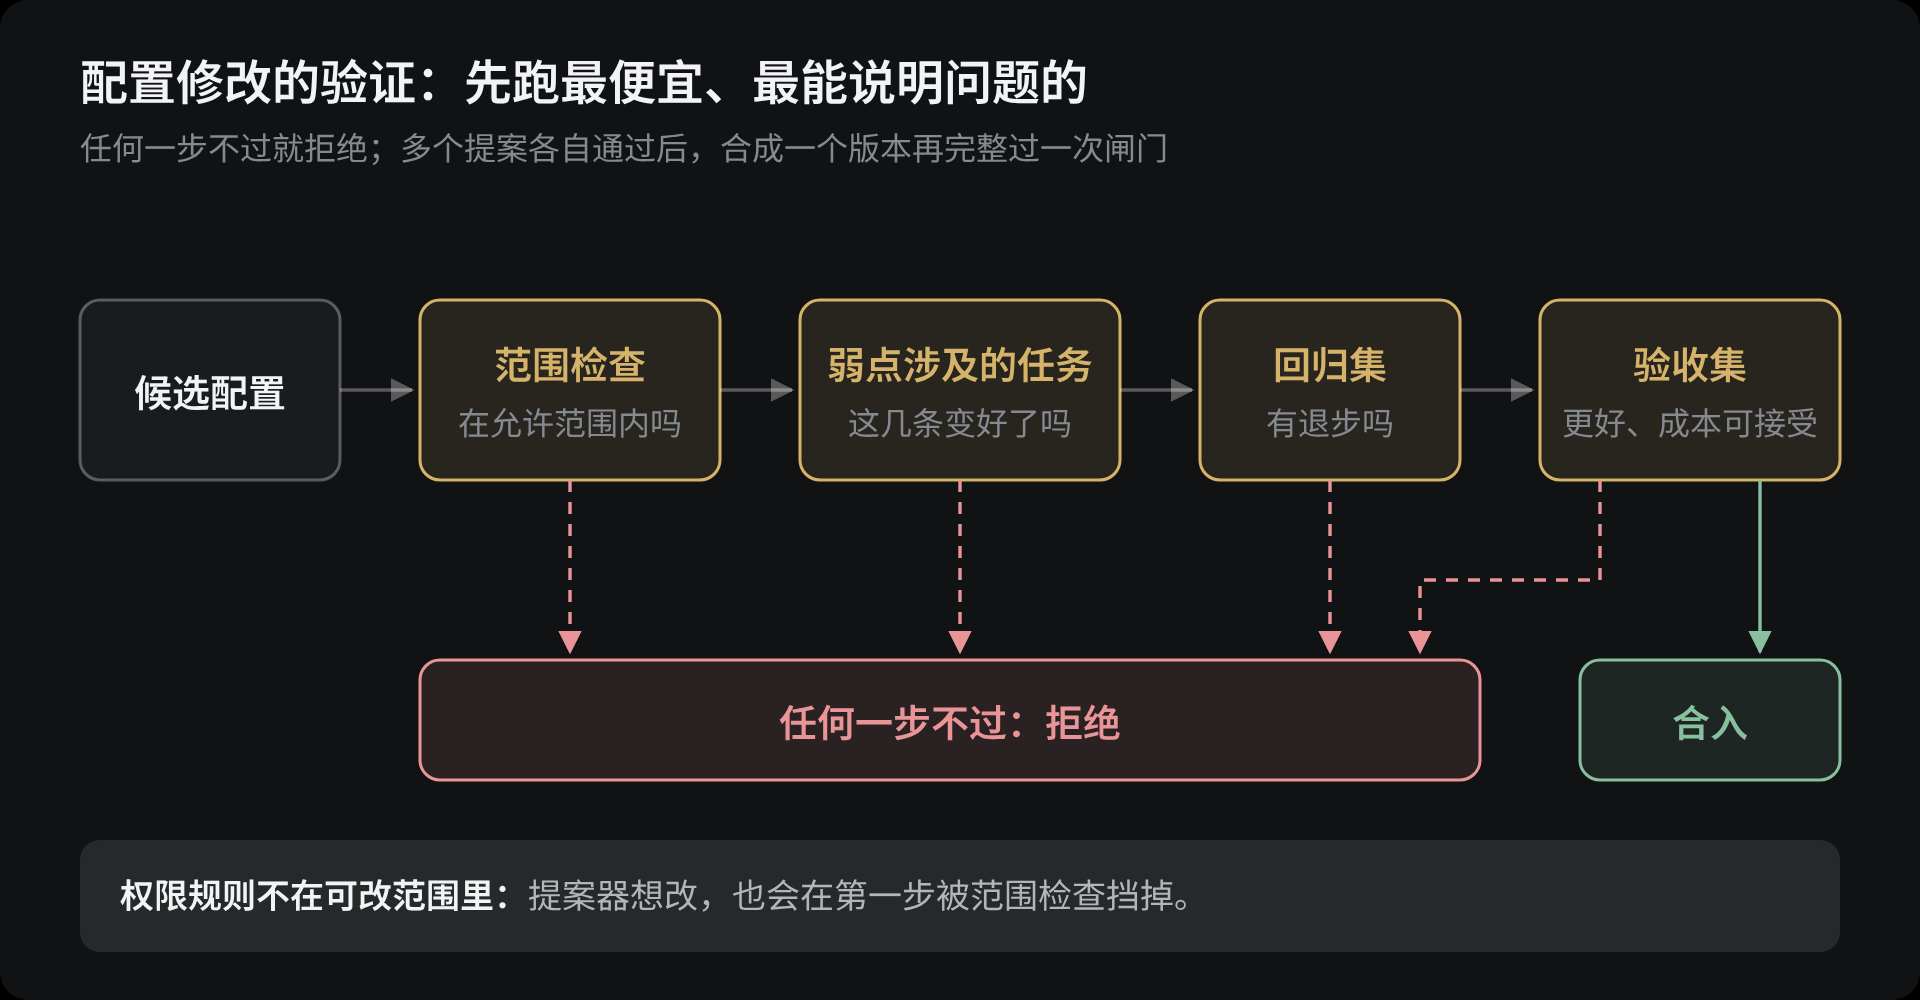 配置修改的验证：先跑最便宜、最能说明问题的
任何一步不过就拒绝；多个提案各自通过后，合成一个版本再完整过一次闸门
候选配置
范围检查
在允许范围内吗
弱点涉及的任务
这几条变好了吗
回归集
有退步吗
验收集
更好、成本可接受
任何一步不过：拒绝
合入
权限规则不在可改范围里：提案器想改，也会在第一步被范围检查挡掉。